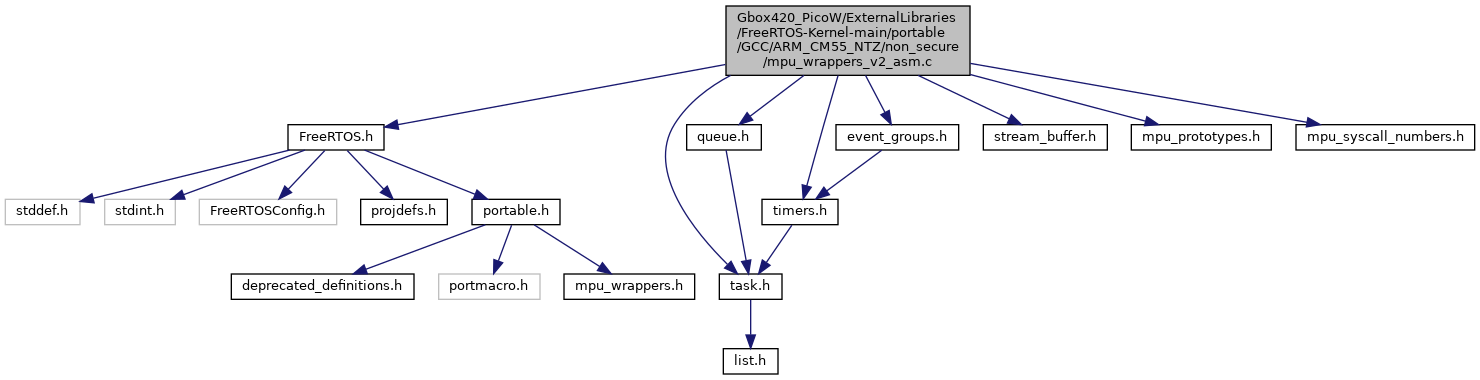 Gbox420_PicoW/ExternalLibraries
/FreeRTOS-Kernel-main/portable
/GCC/ARM_CM55_NTZ/non_secure
/mpu_wrappers_v2_asm.c
FreeRTOS.h
queue.h
event_groups.h
stream_buffer.h
mpu_prototypes.h
mpu_syscall_numbers.h
stddef.h
stdint.h
FreeRTOSConfig.h
projdefs.h
portable.h
timers.h
deprecated_definitions.h
portmacro.h
mpu_wrappers.h
task.h
list.h